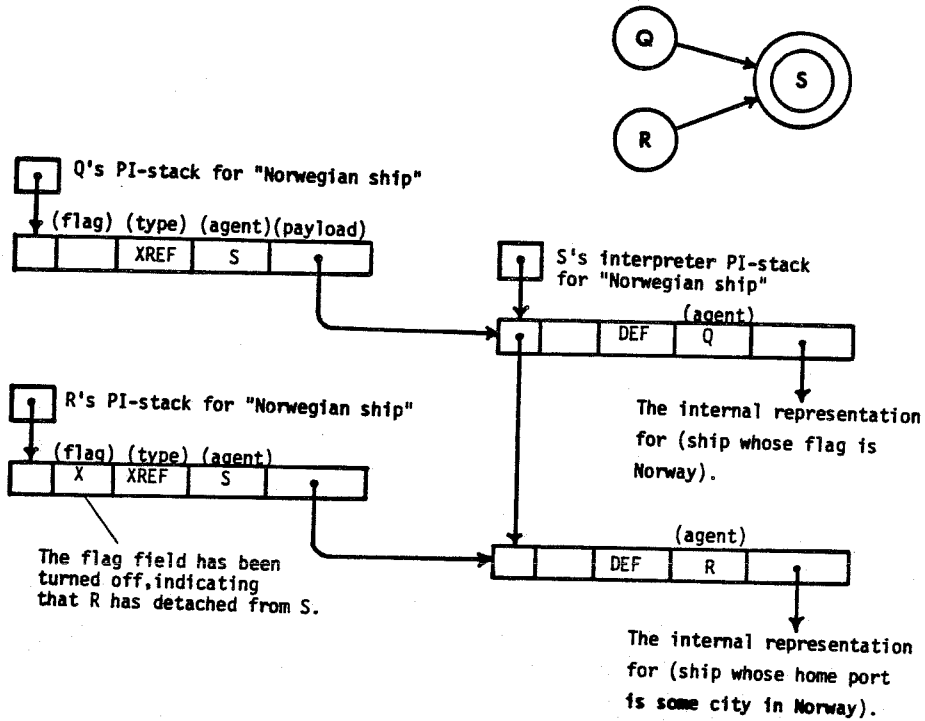 Q
S
R
Q's PI-stack for "Norwegian ship"
(flag) (type) (agent)(payload)
XREF S
S's interpreter PI-stack
for "Norwegian ship"
(agent)
DEF Q
The internal representation
for (ship whose flag is
Norway).
R's PI-stack for "Norwegian ship"
(flag) (type) (agent)
X XREF S
The flag field has been
turned off,indicating
that R has detached from S.
(agent)
DEF R
The internal representation
for (ship whose home port
is some city in Norway).